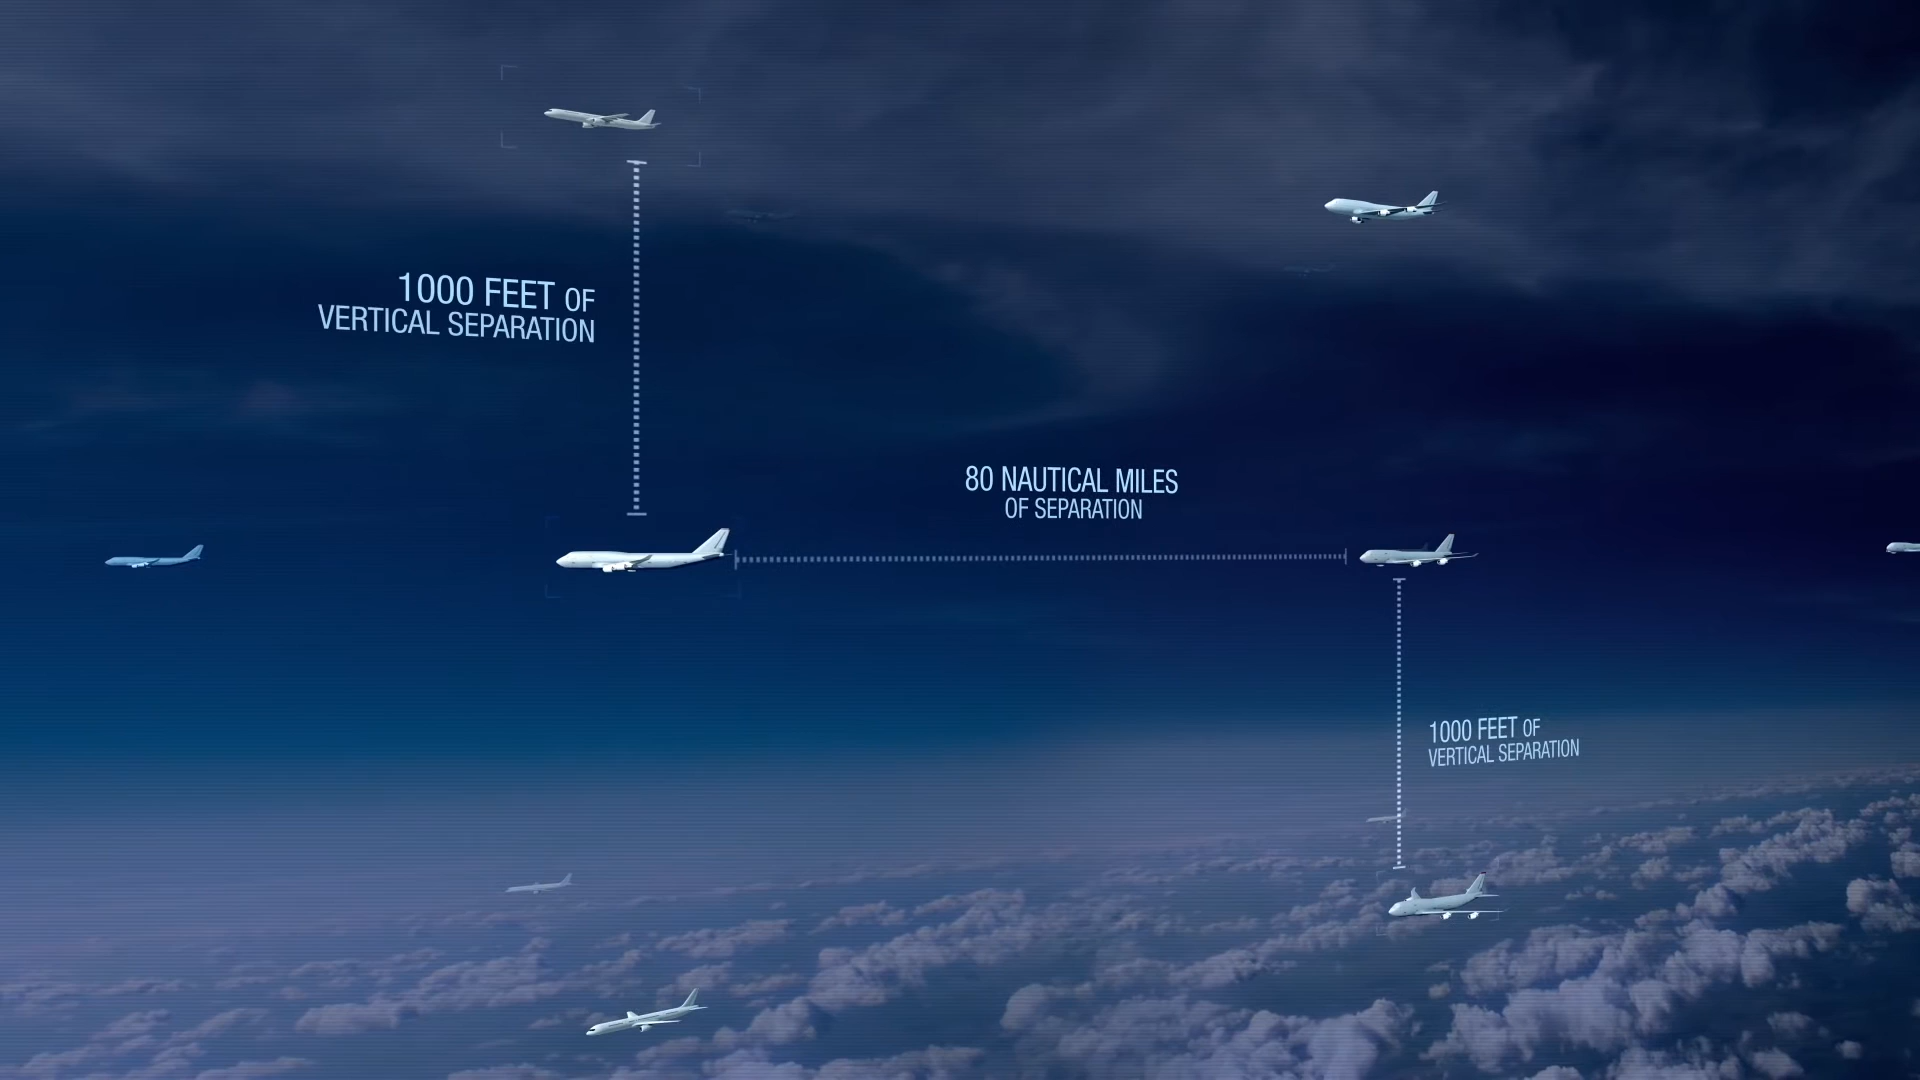 1000 FEET OF
VERTICAL SEPARATION
80 NAUTICAL MILES
OF SEPARATION
1000 FEET OF
VERTICAL SEPARATION